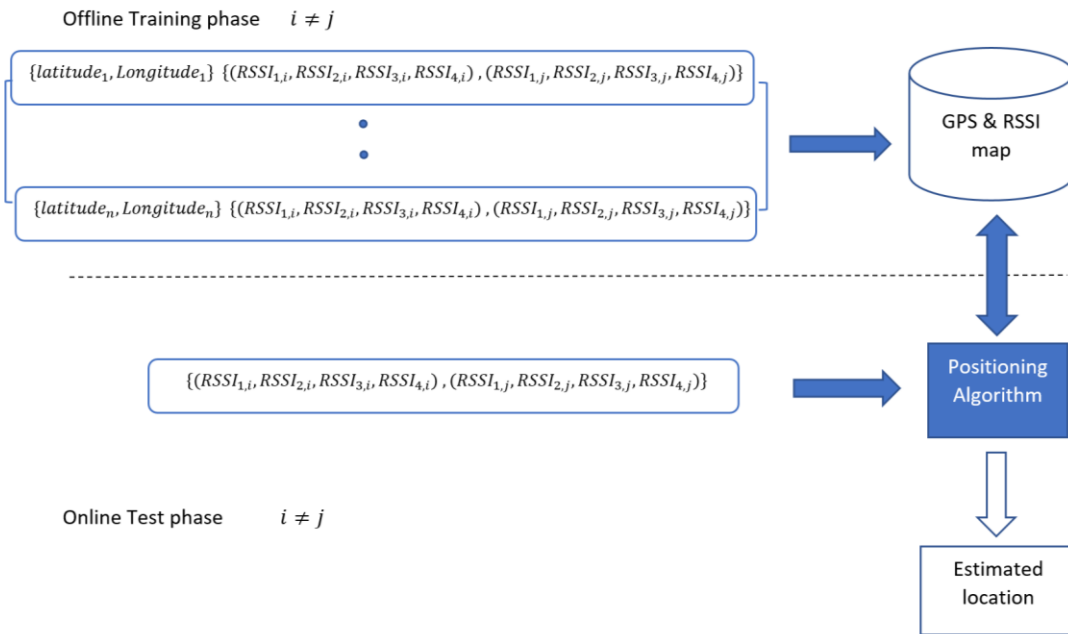 Offline Training phase i ≠ j
{latitude₁, Longitude₁} {(RSSI₁,ᵢ, RSSI₂,ᵢ, RSSI₃,ᵢ, RSSI₄,ᵢ) , (RSSI₁,ⱼ, RSSI₂,ⱼ, RSSI₃,ⱼ, RSSI₄,ⱼ)}
GPS & RSSI
map
{latitudeₙ, Longitudeₙ} {(RSSI₁,ᵢ, RSSI₂,ᵢ, RSSI₃,ᵢ, RSSI₄,ᵢ) , (RSSI₁,ⱼ, RSSI₂,ⱼ, RSSI₃,ⱼ, RSSI₄,ⱼ)}
{(RSSI₁,ᵢ, RSSI₂,ᵢ, RSSI₃,ᵢ, RSSI₄,ᵢ) , (RSSI₁,ⱼ, RSSI₂,ⱼ, RSSI₃,ⱼ, RSSI₄,ⱼ)}
Positioning
Algorithm
Online Test phase i ≠ j
Estimated
location